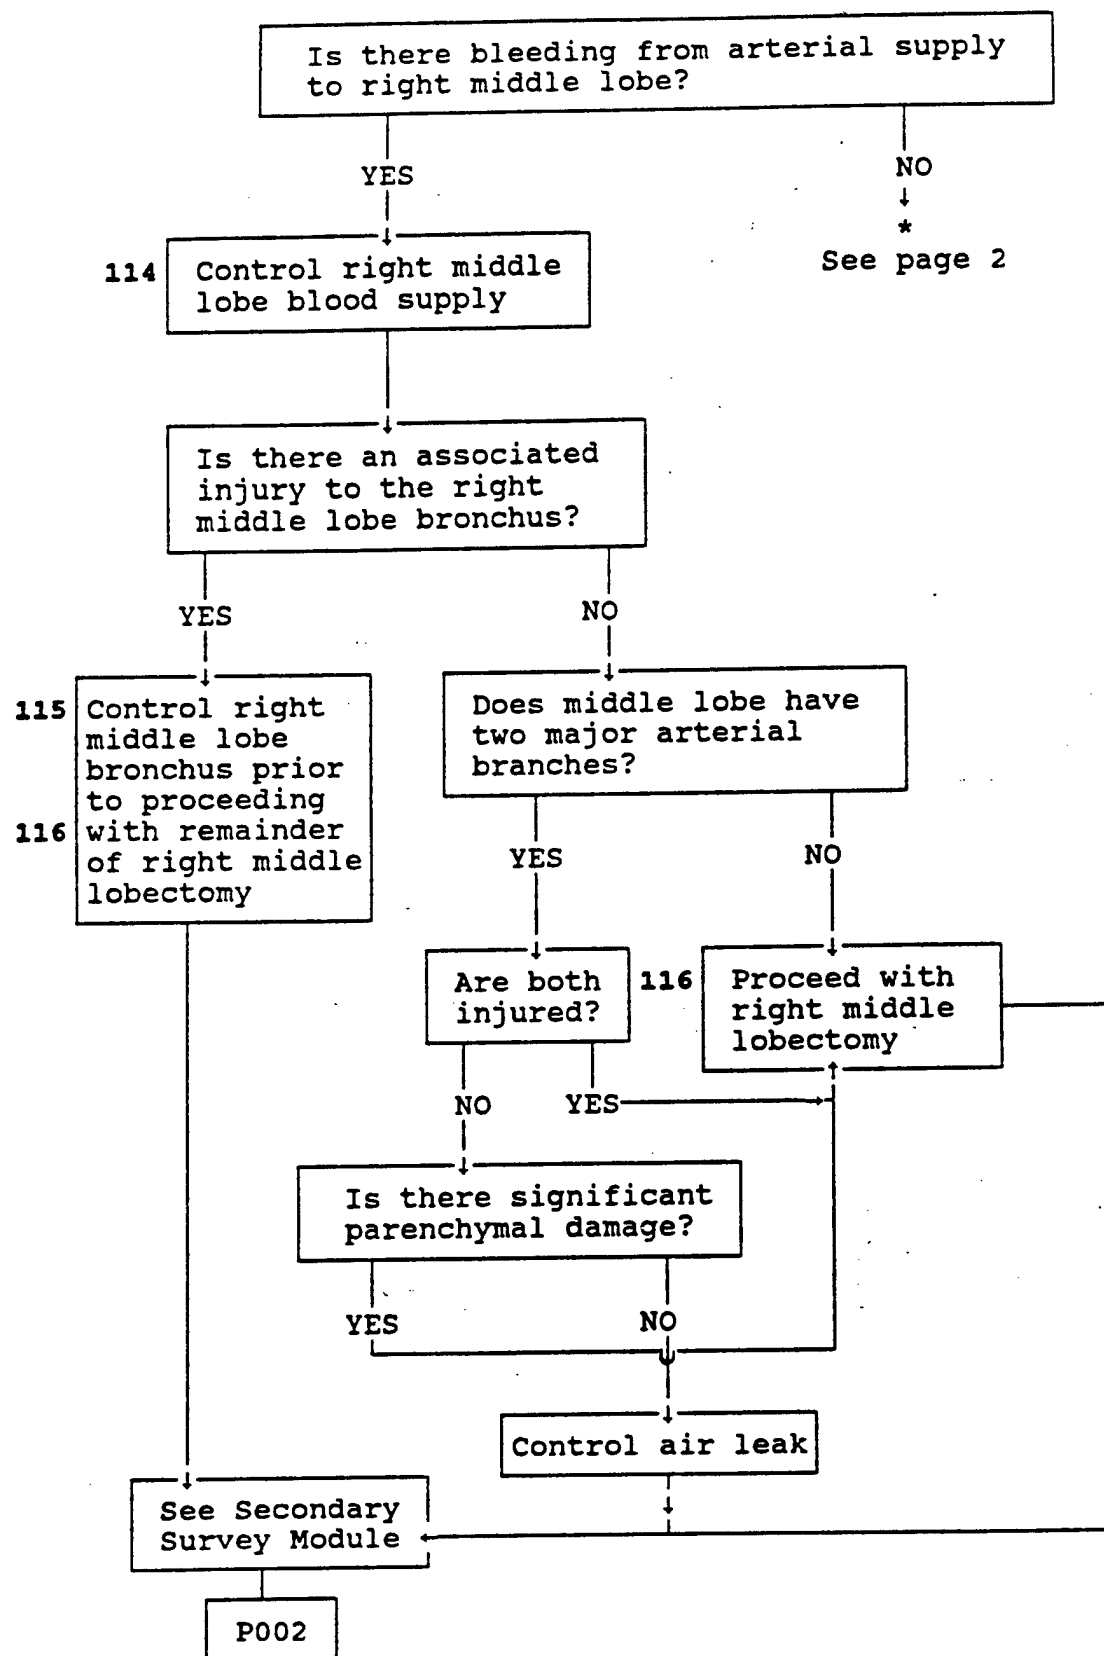 Is there bleeding from arterial supply
to right middle lobe?
YES
NO
*
See page 2
114
Control right middle
lobe blood supply
Is there an associated
injury to the right
middle lobe bronchus?
YES
NO
115
Control right
middle lobe
bronchus prior
to proceeding
116
with remainder
of right middle
lobectomy
Does middle lobe have
two major arterial
branches?
YES
NO
Are both
injured?
116
Proceed with
right middle
lobectomy
NO
YES
Is there significant
parenchymal damage?
YES
NO
Control air leak
See Secondary
Survey Module
P002